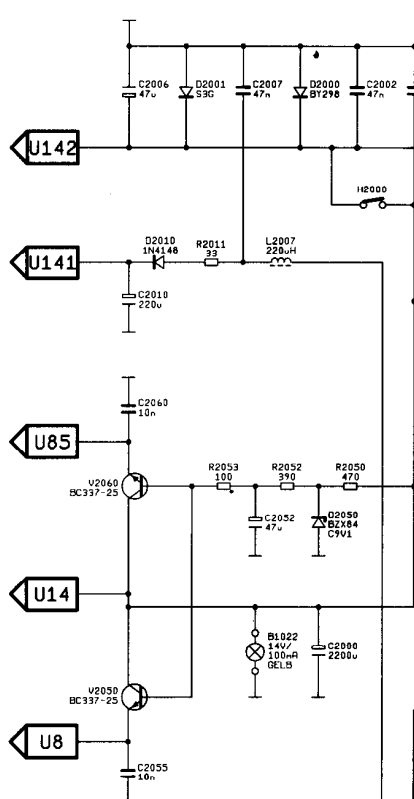 C2006
47u
D2001
S3G
C2007
47n
D2000
BY298
C2002
47n
U142
H2000
D2010
1N4148
R2011
33
L2007
220uH
U141
C2010
220u
C2060
10n
U85
V2060
BC337-25
R2053
100
R2052
390
R2050
470
C2052
47u
D2050
BZX84
C9V1
U14
B1022
14V/
100mA
GELB
C2000
2200u
V2050
BC337-25
U8
C2055
10n